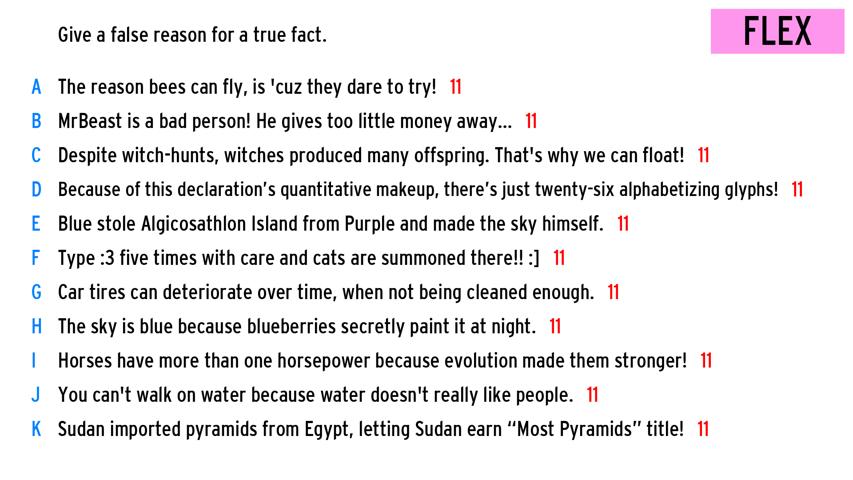 Give a false reason for a true fact.
FLEX
A The reason bees can fly, is 'cuz they dare to try! 11
B MrBeast is a bad person! He gives too little money away... 11
C Despite witch-hunts, witches produced many offspring. That's why we can float! 11
D Because of this declaration’s quantitative makeup, there’s just twenty-six alphabetizing glyphs! 11
E Blue stole Algicosathlon Island from Purple and made the sky himself. 11
F Type :3 five times with care and cats are summoned there!! :] 11
G Car tires can deteriorate over time, when not being cleaned enough. 11
H The sky is blue because blueberries secretly paint it at night. 11
I Horses have more than one horsepower because evolution made them stronger! 11
J You can't walk on water because water doesn't really like people. 11
K Sudan imported pyramids from Egypt, letting Sudan earn “Most Pyramids” title! 11